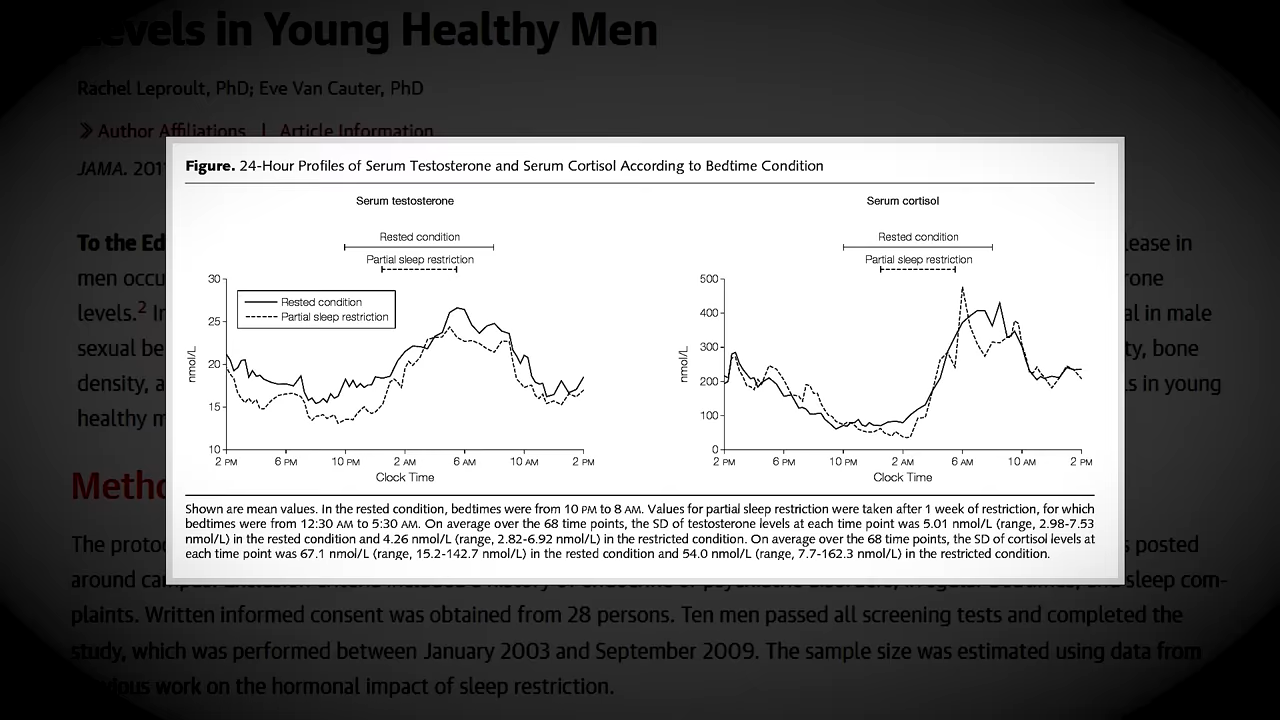 Levels in Young Healthy Men
Rachel Leproult, PhD; Eve Van Cauter, PhD
Author Affiliations | Article Information
JAMA. 201
Figure. 24-Hour Profiles of Serum Testosterone and Serum Cortisol According to Bedtime Condition
Serum testosterone
Rested condition
Partial sleep restriction
30
25
20
15
10
nmol/L
Rested condition
Partial sleep restriction
2 PM 6 PM 10 PM 2 AM 6 AM 10 AM 2 PM
Clock Time
Serum cortisol
Rested condition
Partial sleep restriction
500
400
300
200
100
0
nmol/L
2 PM 6 PM 10 PM 2 AM 6 AM 10 AM 2 PM
Clock Time
Shown are mean values. In the rested condition, bedtimes were from 10 PM to 8 AM. Values for partial sleep restriction were taken after 1 week of restriction, for which
bedtimes were from 12:30 AM to 5:30 AM. On average over the 68 time points, the SD of testosterone levels at each time point was 5.01 nmol/L (range, 2.98-7.53
nmol/L) in the rested condition and 4.26 nmol/L (range, 2.82-6.92 nmol/L) in the restricted condition. On average over the 68 time points, the SD of cortisol levels at
each time point was 67.1 nmol/L (range, 15.2-142.7 nmol/L) in the rested condition and 54.0 nmol/L (range, 7.7-162.3 nmol/L) in the restricted condition.
To the Ed
lease in
men occu
rone
levels.2 In
al in male
sexual be
ty, bone
density, a
ls in young
healthy m
Metho
The protoc
s posted
around ca
sleep com-
plaints. Written informed consent was obtained from 28 persons. Ten men passed all screening tests and completed the
study, which was performed between January 2003 and September 2009. The sample size was estimated using data from
work on the hormonal impact of sleep restriction.